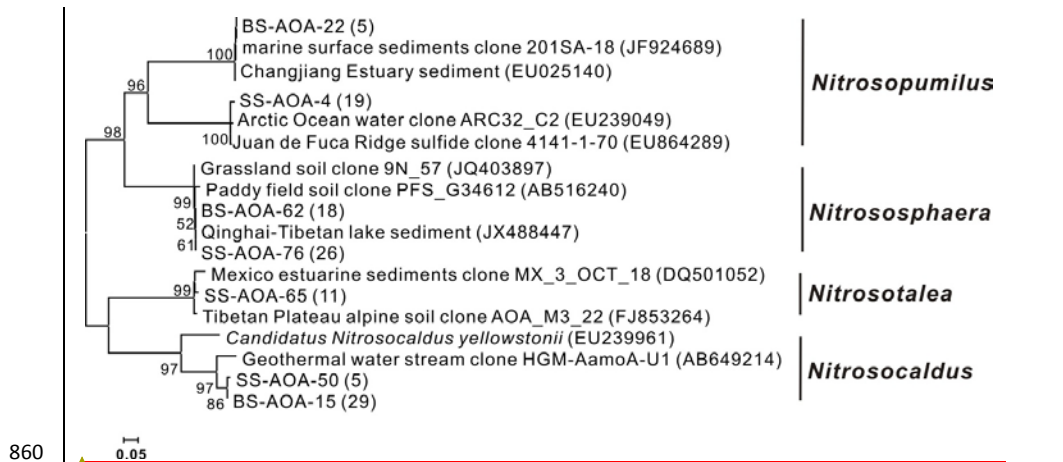 BS-AOA-22 (5)
marine surface sediments clone 201SA-18 (JF924689)
100
Changjiang Estuary sediment (EU025140)
Nitrosopumilus
96
SS-AOA-4 (19)
Arctic Ocean water clone ARC32_C2 (EU239049)
98
100
Juan de Fuca Ridge sulfide clone 4141-1-70 (EU864289)
Grassland soil clone 9N_57 (JQ403897)
Paddy field soil clone PFS_G34612 (AB516240)
99
BS-AOA-62 (18)
Nitrososphaera
52
Qinghai-Tibetan lake sediment (JX488447)
61
SS-AOA-76 (26)
Mexico estuarine sediments clone MX_3_OCT_18 (DQ501052)
99
SS-AOA-65 (11)
Nitrosotalea
Tibetan Plateau alpine soil clone AOA_M3_22 (FJ853264)
Candidatus Nitrosocaldus yellowstonii (EU239961)
Geothermal water stream clone HGM-AamoA-U1 (AB649214)
97
Nitrosocaldus
SS-AOA-50 (5)
97
86
BS-AOA-15 (29)
0.05
860